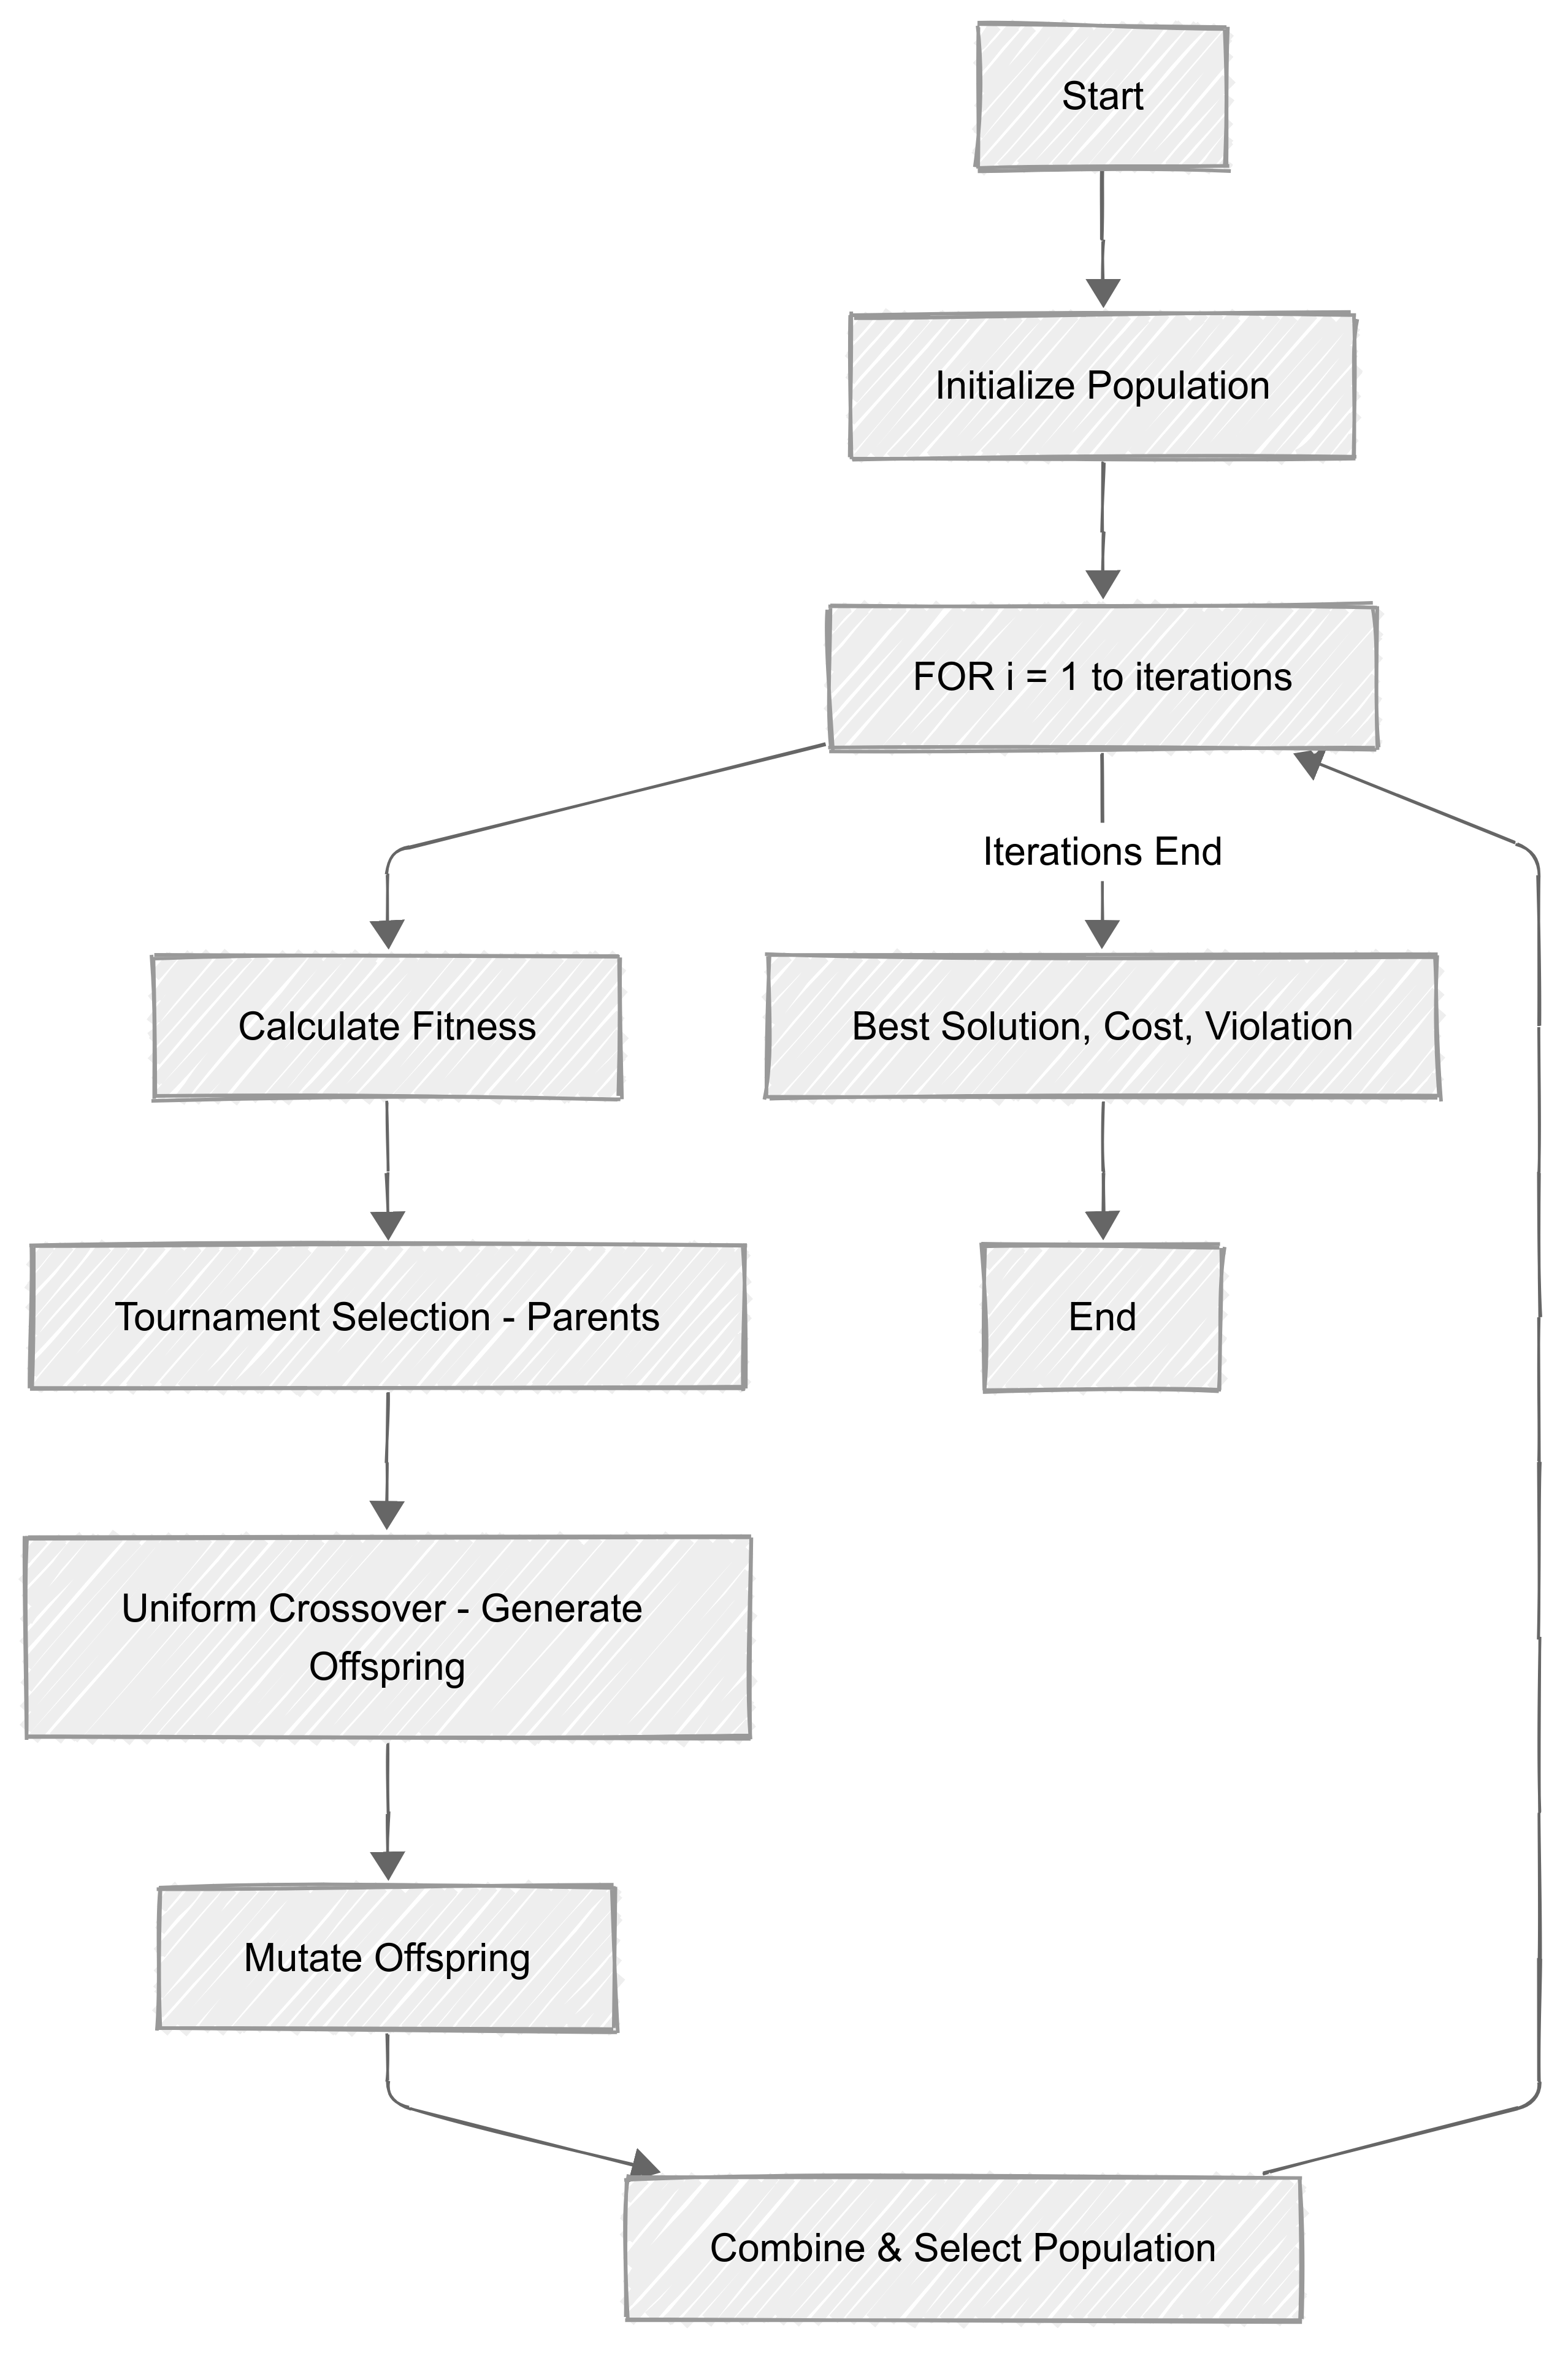 Start
Initialize Population
FOR i = 1 to iterations
Iterations End
Calculate Fitness
Best Solution, Cost, Violation
Tournament Selection - Parents
End
Uniform Crossover - Generate
Offspring
Mutate Offspring
Combine & Select Population